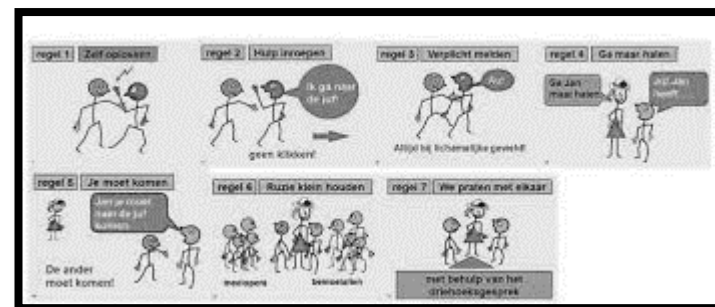 regel 1 Zelf oplossen
regel 2 Hulp inroepen
Ik ga naar
de juf!
geen klikken!
regel 3 Verplicht melden
Au!
Altijd bij lichamelijke geweld!
regel 4 Ga maar halen
Ga Jan
maar halen
Juf Jan
heeft
regel 5 Je moet komen
Jan je moet
naar de juf
komen
De ander
moet komen!
regel 6 Ruzie klein houden
meelopers
bemoeialen
regel 7 We praten met elkaar
met behulp van het
driehoeksgesprek